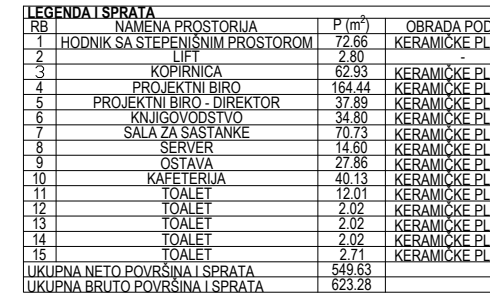 LEGENDA I SPRATA
RB NAMENA PROSTORIJA P (m²) OBRADA POD
1 HODNIK SA STEPENIŠNIM PROSTOROM 72.66 KERAMIČKE PL
2 LIFT 2.80 -
3 KOPIRNICA 62.93 KERAMIČKE PL
4 PROJEKTNI BIRO 164.44 KERAMIČKE PL
5 PROJEKTNI BIRO - DIREKTOR 37.89 KERAMIČKE PL
6 KNJIGOVODSTVO 34.80 KERAMIČKE PL
7 SALA ZA SASTANKE 70.73 KERAMIČKE PL
8 SERVER 14.60 KERAMIČKE PL
9 OSTAVA 27.86 KERAMIČKE PL
10 KAFETERIJA 40.13 KERAMIČKE PL
11 TOALET 12.01 KERAMIČKE PL
12 TOALET 2.02 KERAMIČKE PL
13 TOALET 2.02 KERAMIČKE PL
14 TOALET 2.02 KERAMIČKE PL
15 TOALET 2.71 KERAMIČKE PL
UKUPNA NETO POVRŠINA I SPRATA 549.63
UKUPNA BRUTO POVRŠINA I SPRATA 623.28